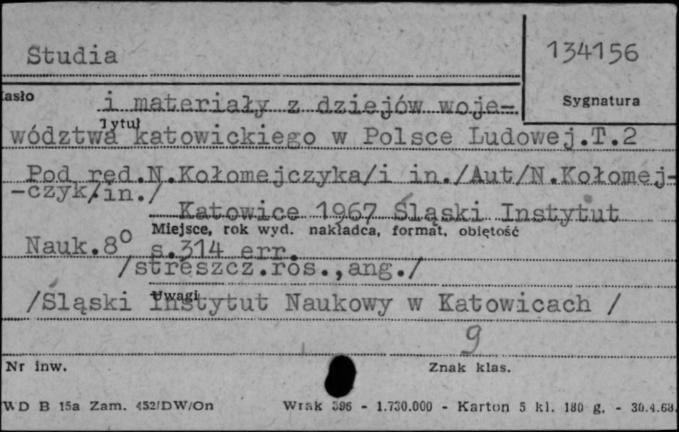 Studia
134156
Sygnatura
i materiały z dziejów woje-
Tytuł
wództwa katowickiego w Polsce Ludowej.T.2
Pod red.N.Kołomejczyka/i in./Aut/N.Kołomej-
-czyk/in./
Katowice 1967 Śląski Instytut
Miejsce, rok wyd. nakładca, format, objętość
Nauk.8° s.314 err.
/streszcz.ros.,ang./
Uwagi
/Śląski Instytut Naukowy w Katowicach /
9
Nr inw.
Znak klas.
WD B 15a Zam. 452/DW/On Wrak 396 - 1.730.000 - Karton 5 kl. 180 g. - 30.4.68.